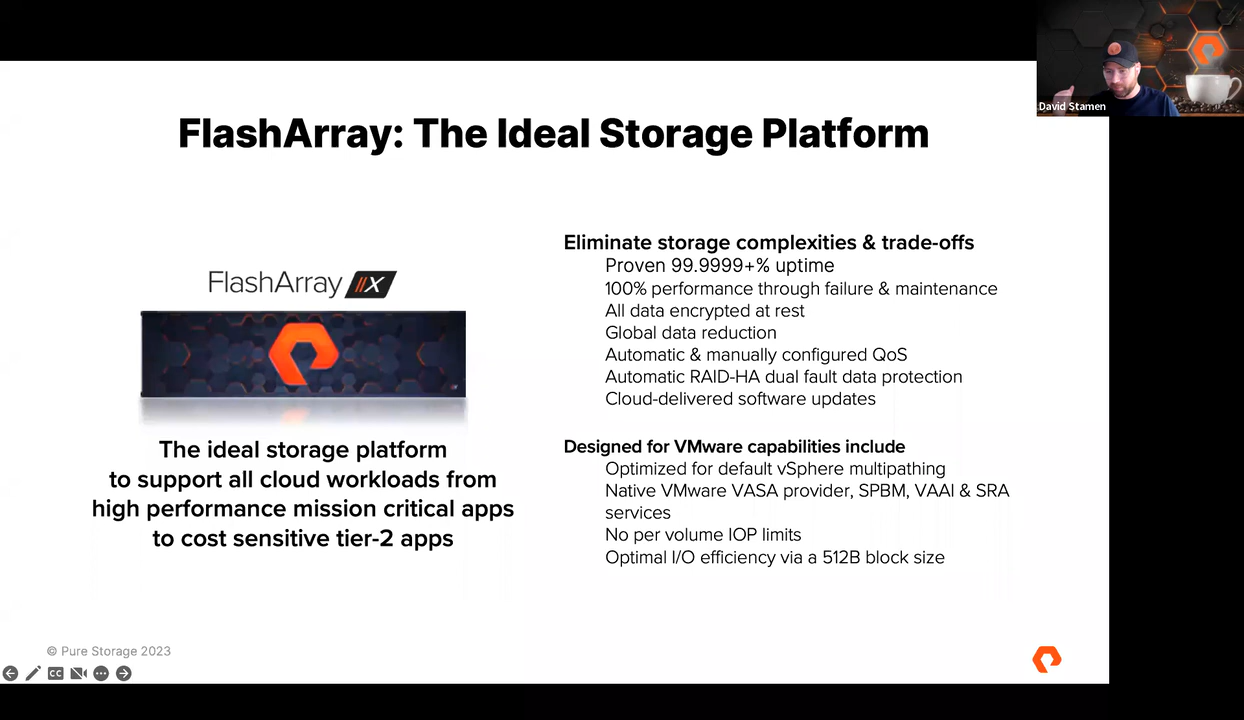 David Stamen
FlashArray: The Ideal Storage Platform
FlashArray //X
The ideal storage platform
to support all cloud workloads from
high performance mission critical apps
to cost sensitive tier-2 apps
Eliminate storage complexities & trade-offs
Proven 99.9999+% uptime
100% performance through failure & maintenance
All data encrypted at rest
Global data reduction
Automatic & manually configured QoS
Automatic RAID-HA dual fault data protection
Cloud-delivered software updates
Designed for VMware capabilities include
Optimized for default vSphere multipathing
Native VMware VASA provider, SPBM, VAAI & SRA
services
No per volume IOP limits
Optimal I/O efficiency via a 512B block size
© Pure Storage 2023
CC